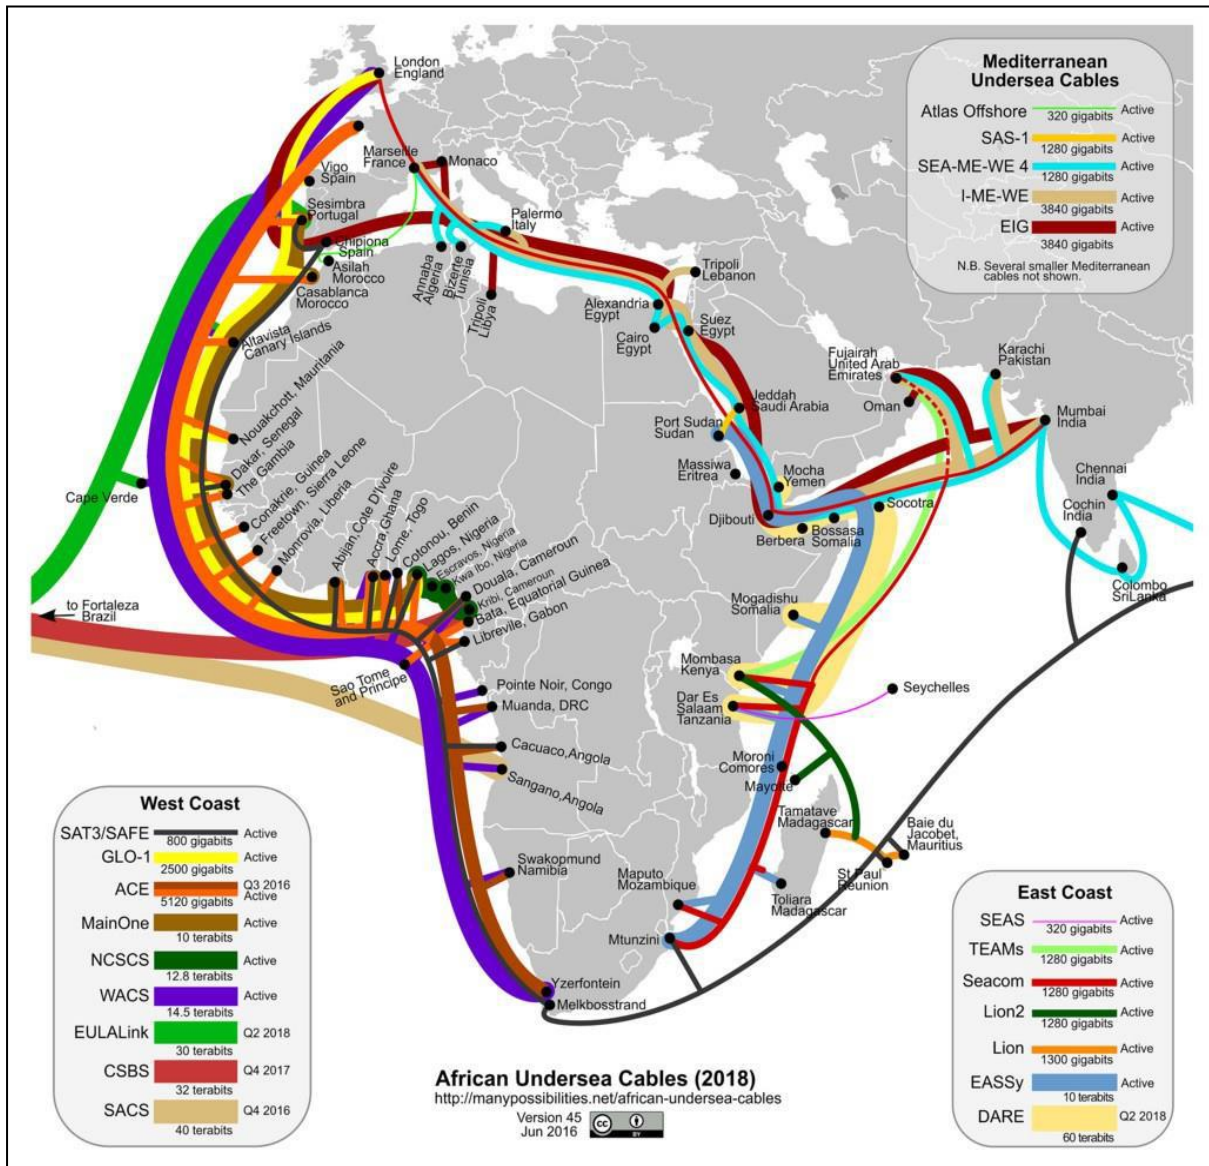 London
England
Vigo
Spain
Sesimbra
Portugal
Marseille
France
Monaco
Palermo
Italy
Chipiona
Spain
Asilah
Morocco
Casablanca
Morocco
Annaba
Algeria
Bizerte
Tunisia
Tripoli
Libya
Tripoli
Lebanon
Alexandria
Egypt
Cairo
Egypt
Suez
Egypt
Altavista
Canary Islands
Nouakchott, Mauritania
Dakar, Senegal
The Gambia
Cape Verde
Conakrie, Guinea
Freetown, Sierra Leone
Monrovia, Liberia
Abijan, Cote D'Ivoire
Accra, Ghana
Lome, Togo
Cotonou, Benin
Lagos, Nigeria
Escravos, Nigeria
Kwa Ibo, Nigeria
Douala, Cameroun
Kribi, Cameroun
Bata, Equatorial Guinea
Libreville, Gabon
to Fortaleza
Brazil
Sao Tome
and Principe
Pointe Noir, Congo
Muanda, DRC
Cacuaco, Angola
Sangano, Angola
Swakopmund
Namibia
Yzerfontein
Melkbosstrand
Jeddah
Saudi Arabia
Port Sudan
Sudan
Massiwa
Eritrea
Mocha
Yemen
Djibouti
Berbera
Bossasa
Somalia
Socotra
Fujairah
United Arab
Emirates
Oman
Karachi
Pakistan
Mumbai
India
Chennai
India
Cochin
India
Colombo
SriLanka
Mogadishu
Somalia
Mombasa
Kenya
Dar Es
Salaam
Tanzania
Seychelles
Moroni
Comores
Mayotte
Tamatave
Madagascar
Baie du
Jacobet,
Mauritius
St Paul
Reunion
Toliara
Madagascar
Maputo
Mozambique
Mtunzini
Mediterranean
Undersea Cables
Atlas Offshore 320 gigabits Active
SAS-1 1280 gigabits Active
SEA-ME-WE 4 1280 gigabits Active
I-ME-WE 3840 gigabits Active
EIG 3840 gigabits Active
N.B. Several smaller Mediterranean
cables not shown.
West Coast
SAT3/SAFE 800 gigabits Active
GLO-1 2500 gigabits Active
ACE 5120 gigabits Q3 2016 Active
MainOne 10 terabits Active
NCSCS 12.8 terabits Active
WACS 14.5 terabits Active
EULALink 30 terabits Q2 2018
CSBS 32 terabits Q4 2017
SACS 40 terabits Q4 2016
East Coast
SEAS 320 gigabits Active
TEAMs 1280 gigabits Active
Seacom 1280 gigabits Active
Lion2 1280 gigabits Active
Lion 1300 gigabits Active
EASSy 10 terabits Active
DARE 60 terabits Q2 2018
African Undersea Cables (2018)
http://manypossibilities.net/african-undersea-cables
Version 45
Jun 2016
cc BY